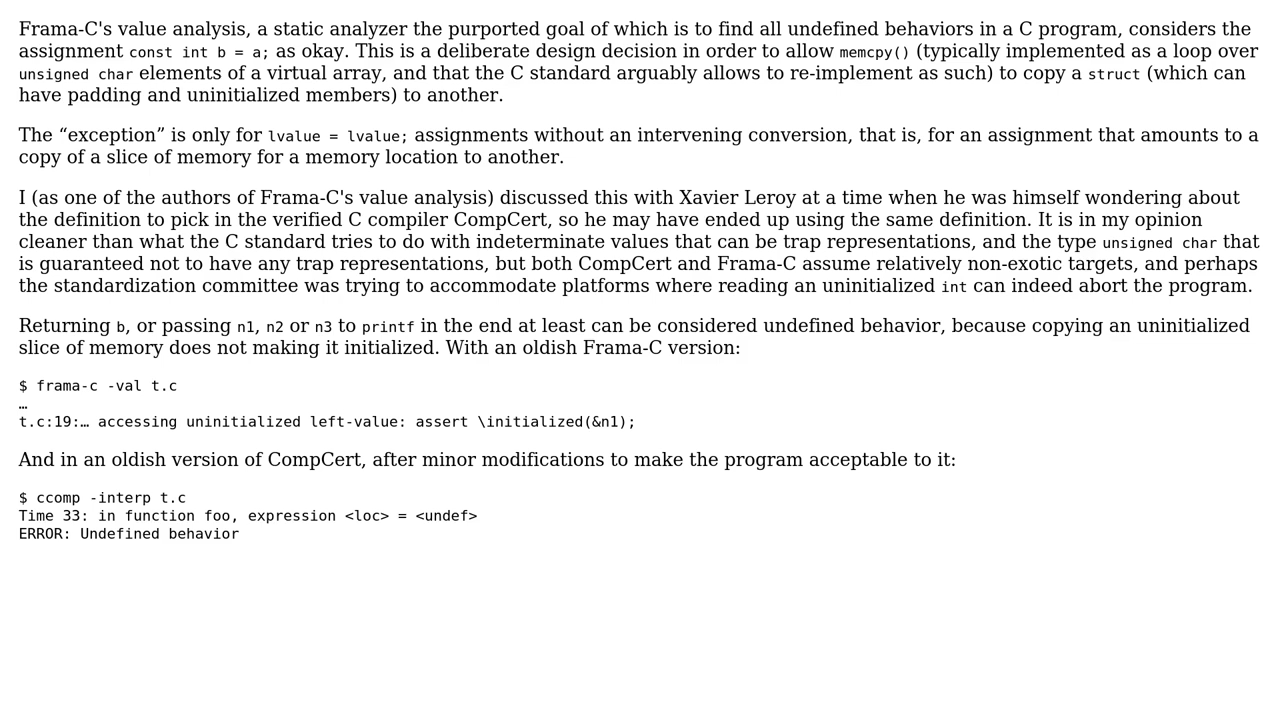 Frama-C's value analysis, a static analyzer the purported goal of which is to find all undefined behaviors in a C program, considers the
assignment const int b = a; as okay. This is a deliberate design decision in order to allow memcpy() (typically implemented as a loop over
unsigned char elements of a virtual array, and that the C standard arguably allows to re-implement as such) to copy a struct (which can
have padding and uninitialized members) to another.
The “exception” is only for lvalue = lvalue; assignments without an intervening conversion, that is, for an assignment that amounts to a
copy of a slice of memory for a memory location to another.
I (as one of the authors of Frama-C's value analysis) discussed this with Xavier Leroy at a time when he was himself wondering about
the definition to pick in the verified C compiler CompCert, so he may have ended up using the same definition. It is in my opinion
cleaner than what the C standard tries to do with indeterminate values that can be trap representations, and the type unsigned char that
is guaranteed not to have any trap representations, but both CompCert and Frama-C assume relatively non-exotic targets, and perhaps
the standardization committee was trying to accommodate platforms where reading an uninitialized int can indeed abort the program.
Returning b, or passing n1, n2 or n3 to printf in the end at least can be considered undefined behavior, because copying an uninitialized
slice of memory does not making it initialized. With an oldish Frama-C version:
$ frama-c -val t.c
…
t.c:19:… accessing uninitialized left-value: assert \initialized(&n1);
And in an oldish version of CompCert, after minor modifications to make the program acceptable to it:
$ ccomp -interp t.c
Time 33: in function foo, expression <loc> = <undef>
ERROR: Undefined behavior